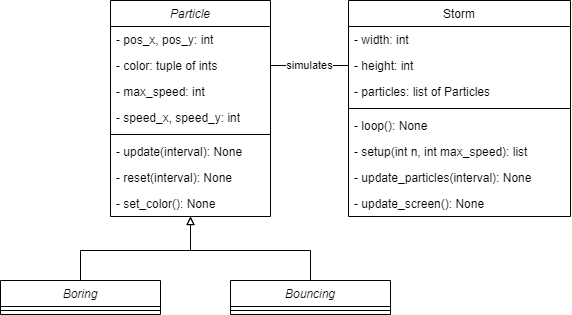 Particle
- pos_x, pos_y: int
- color: tuple of ints
- max_speed: int
- speed_x, speed_y: int
- update(interval): None
- reset(interval): None
- set_color(): None
simulates
Storm
- width: int
- height: int
- particles: list of Particles
- loop(): None
- setup(int n, int max_speed): list
- update_particles(interval): None
- update_screen(): None
Boring
Bouncing